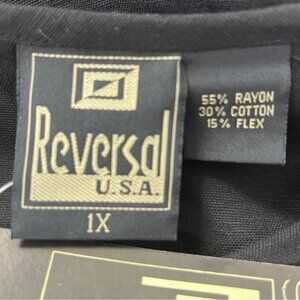 Reversal
U.S.A.
1X
55% RAYON
30% COTTON
15% FLEX